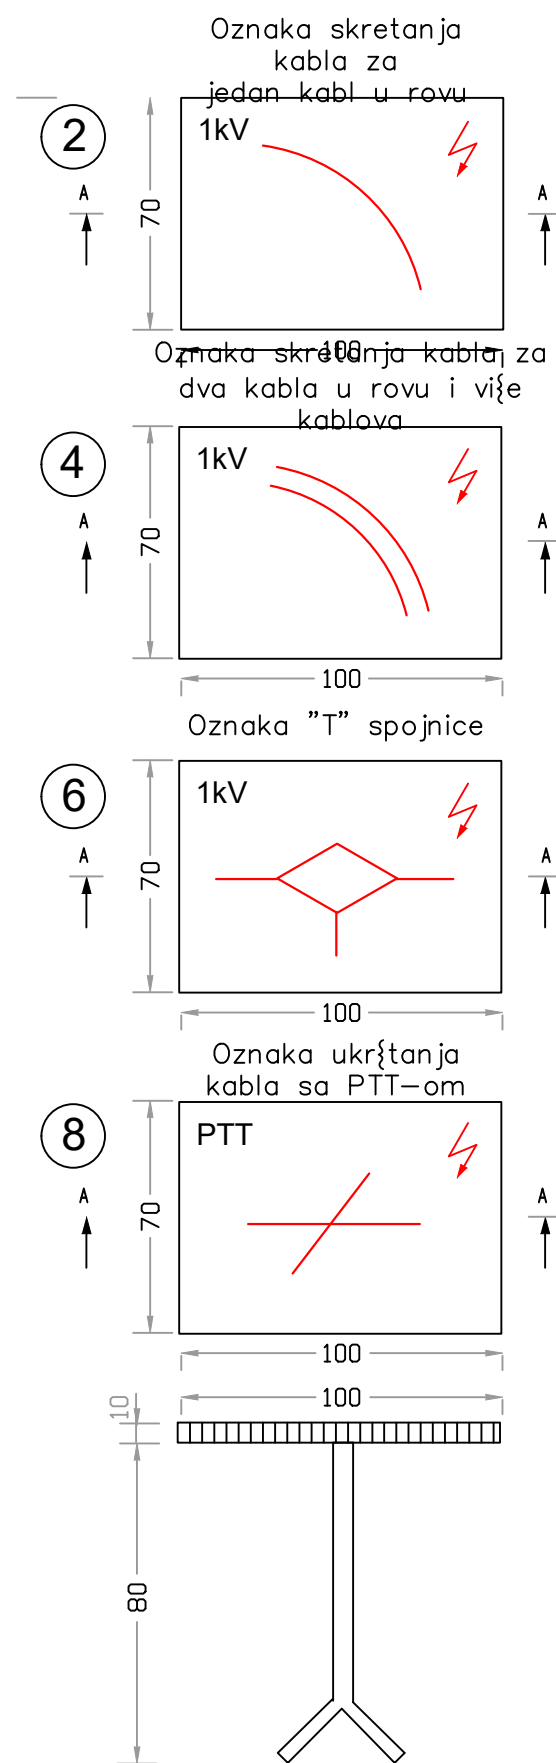 Oznaka skretanja
kabla za
jedan kabl u rovu
2
1kV
A
A
70
100
Oznaka skretanja kabla za
dva kabla u rovu i vi{e
kablova
4
1kV
A
A
70
100
Oznaka "T" spojnice
6
1kV
A
A
70
100
Oznaka ukr{tanja
kabla sa PTT-om
8
PTT
A
A
70
100
100
10
80